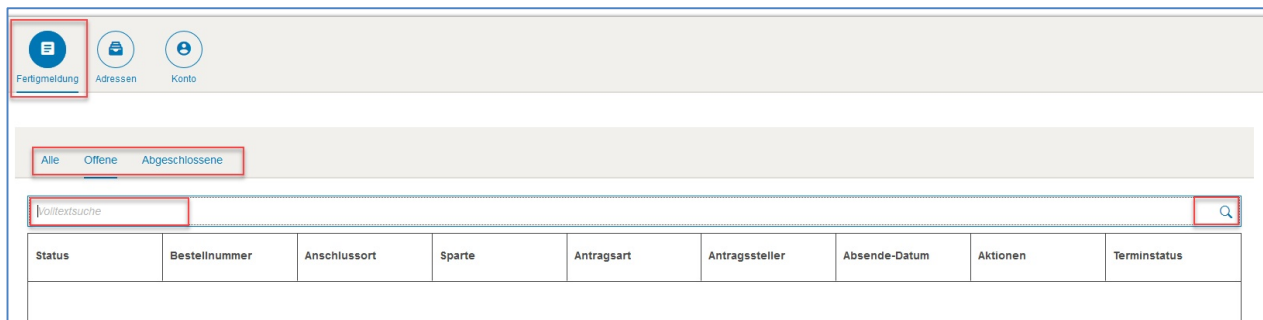 Fertigmeldung Adressen Konto
Alle Offene Abgeschlossene
Volltextsuche
Status Bestellnummer Anschlussort Sparte Antragsart Antragssteller Absende-Datum Aktionen Terminstatus